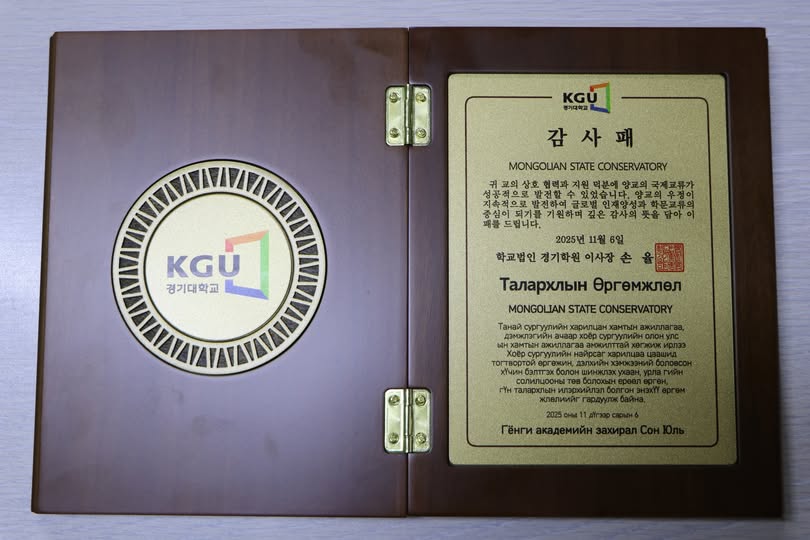 KGU
경기대학교
KGU
경기대학교
감 사 패
MONGOLIAN STATE CONSERVATORY
귀 교의 상호 협력과 지원 덕분에 양교의 국제교류가
성공적으로 발전할 수 있었습니다. 양교의 우정이
지속적으로 발전하여 글로벌 인재양성과 학문교류의
중심이 되기를 기원하며 깊은 감사의 뜻을 담아 이
패를 드립니다.
2025년 11월 6일
학교법인 경기학원 이사장 손 율
Талархлын Өргөмжлөл
MONGOLIAN STATE CONSERVATORY
Танай сургуулийн харилцан хамтын ажиллагаа,
дэмжлэгийн ачаар хоёр сургуулийн олон улс
ын хамтын ажиллагаа амжилттай хөгжиж ирлээ
Хоёр сургуулийн найрсаг харилцаа цаашид
тогтвортой өргөжин, дэлхийн хэмжээний боловсон
хүчин бэлтгэх болон шинжлэх ухаан, урла гийн
солилцооны төв болохын ерөөл өргөн,
гүн талархлын илэрхийлэл болгон энэхүү өргөм
жлөлийг гардуулж байна.
2025 оны 11 дүгээр сарын 6
Гёнги академийн захирал Сон Юль